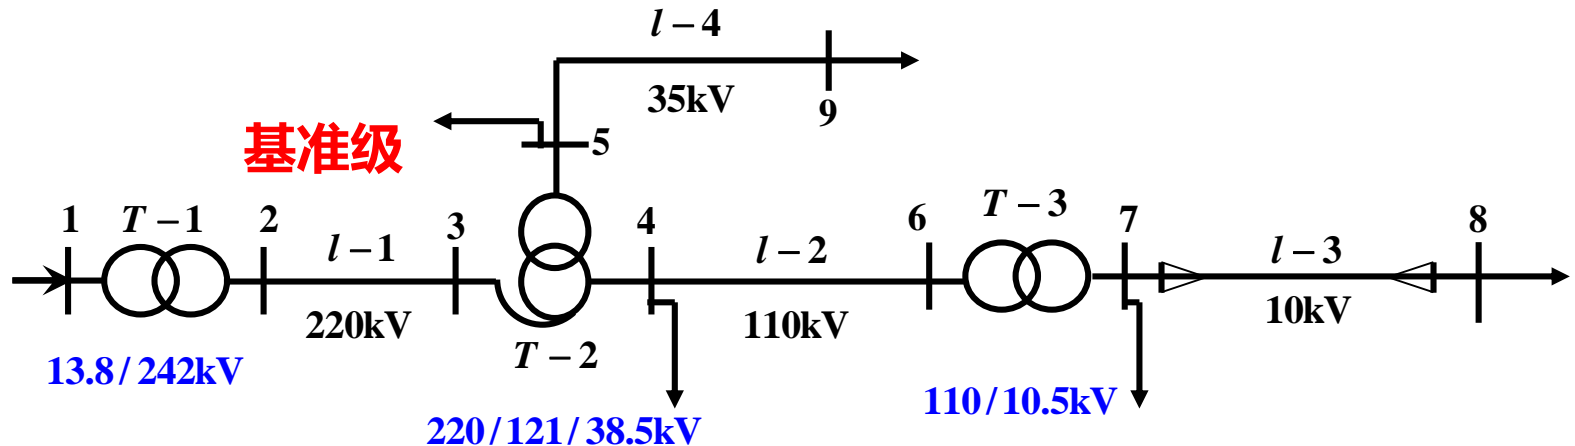 l − 4
35kV
9
基准级
5
1
T − 1
2
l − 1
3
4
l − 2
6
T − 3
7
l − 3
8
220kV
110kV
10kV
T − 2
13.8 / 242kV
110 / 10.5kV
220 / 121 / 38.5kV